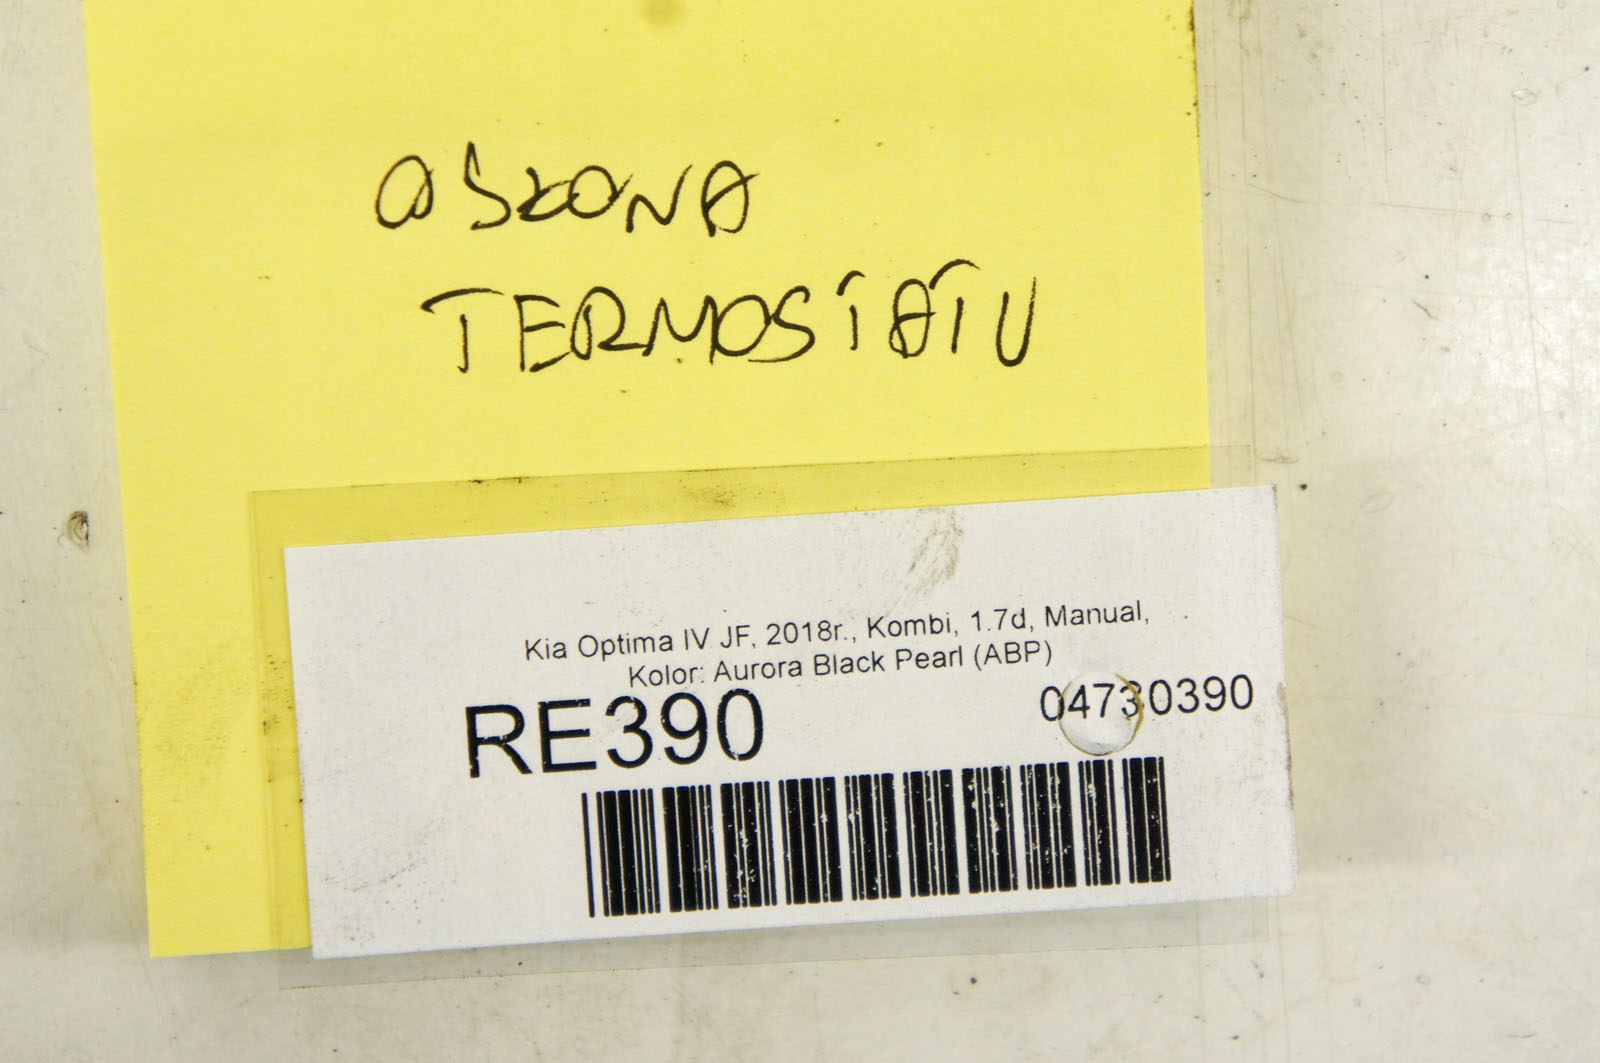 OSŁONA
TERMOSTATU
Kia Optima IV JF, 2018r., Kombi, 1.7d, Manual,
Kolor: Aurora Black Pearl (ABP)
RE390
04730390